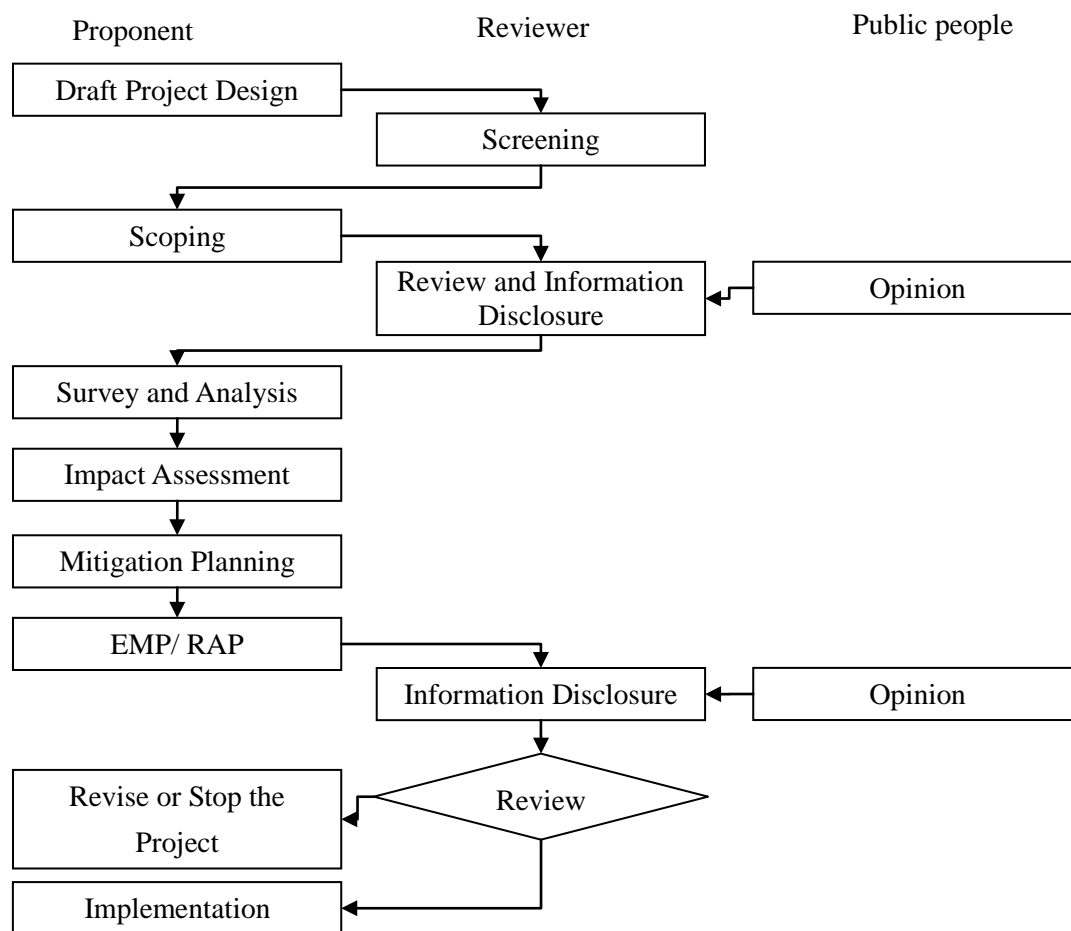 Proponent
Reviewer
Public people
Draft Project Design
Screening
Scoping
Review and Information
Disclosure
Opinion
Survey and Analysis
Impact Assessment
Mitigation Planning
EMP/ RAP
Information Disclosure
Opinion
Revise or Stop the
Project
Review
Implementation